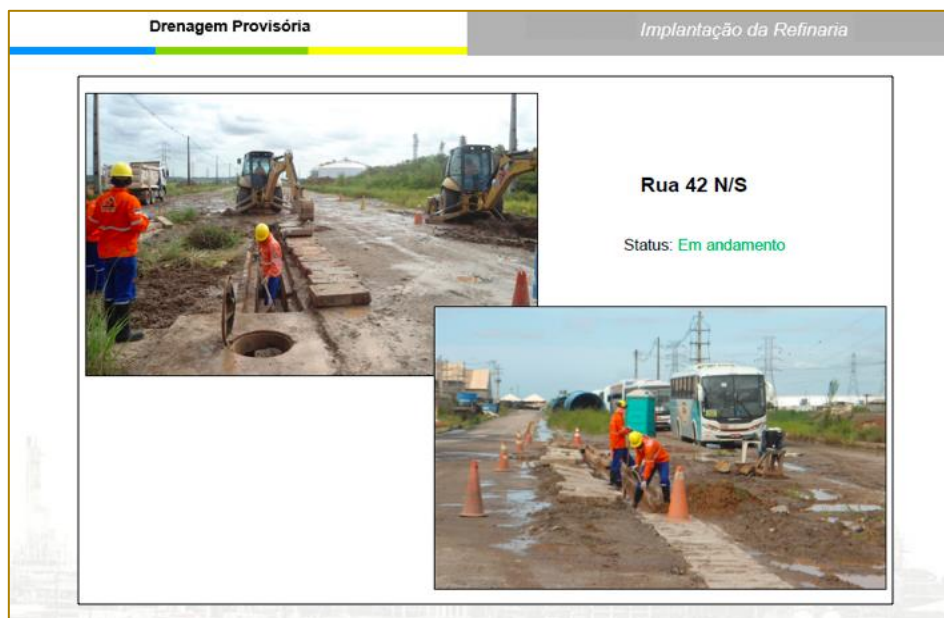 Drenagem Provisória
Implantação da Refinaria
Rua 42 N/S
Status: Em andamento